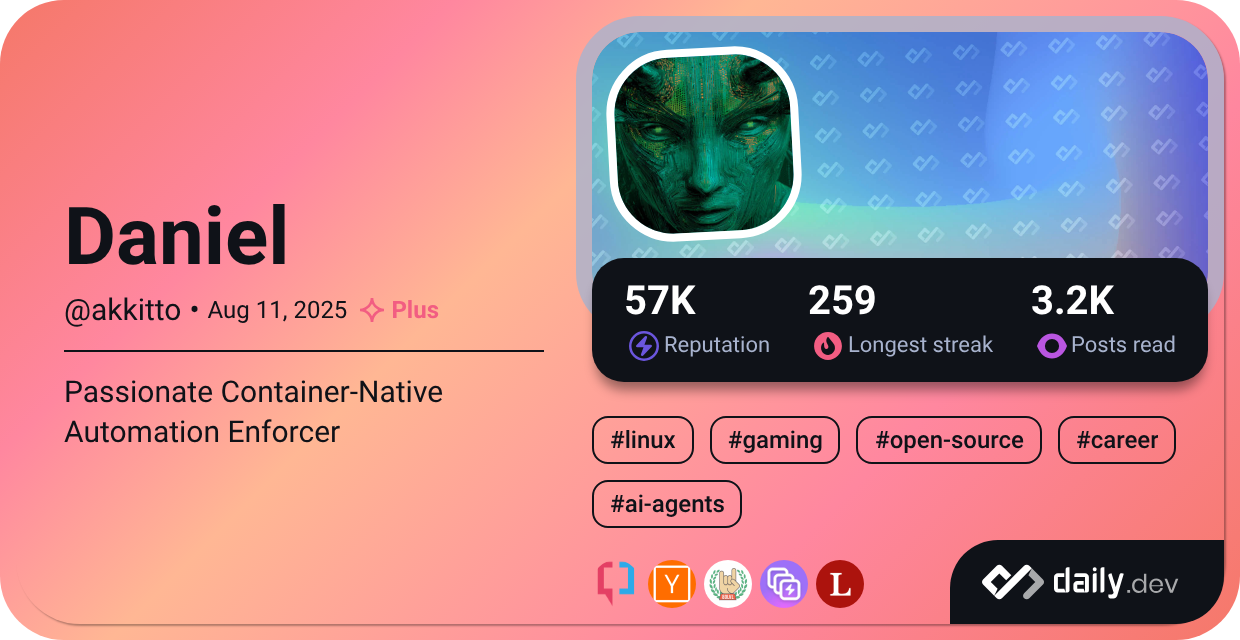 Daniel
@akkitto • Aug 11, 2025 Plus
Passionate Container-Native
Automation Enforcer
57K
Reputation
259
Longest streak
3.2K
Posts read
#linux
#gaming
#open-source
#career
#ai-agents
Y
L
daily.dev